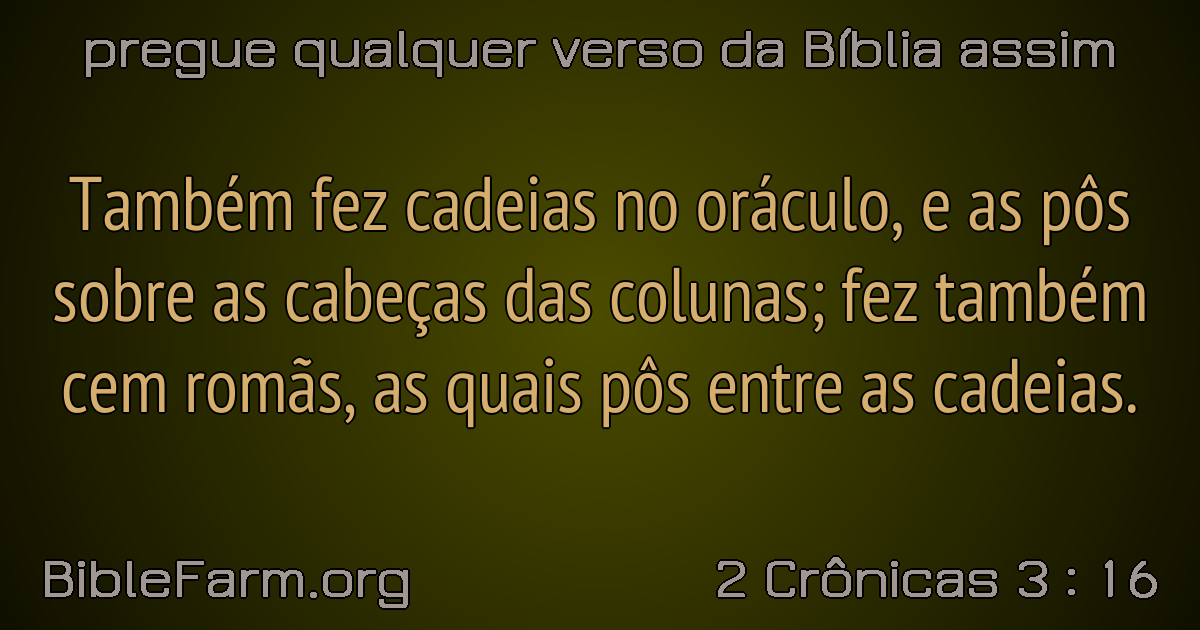 pregue qualquer verso da Bíblia assim
Também fez cadeias no oráculo, e as pôs
sobre as cabeças das colunas; fez também
cem romãs, as quais pôs entre as cadeias.
BibleFarm.org
2 Crônicas 3 : 16